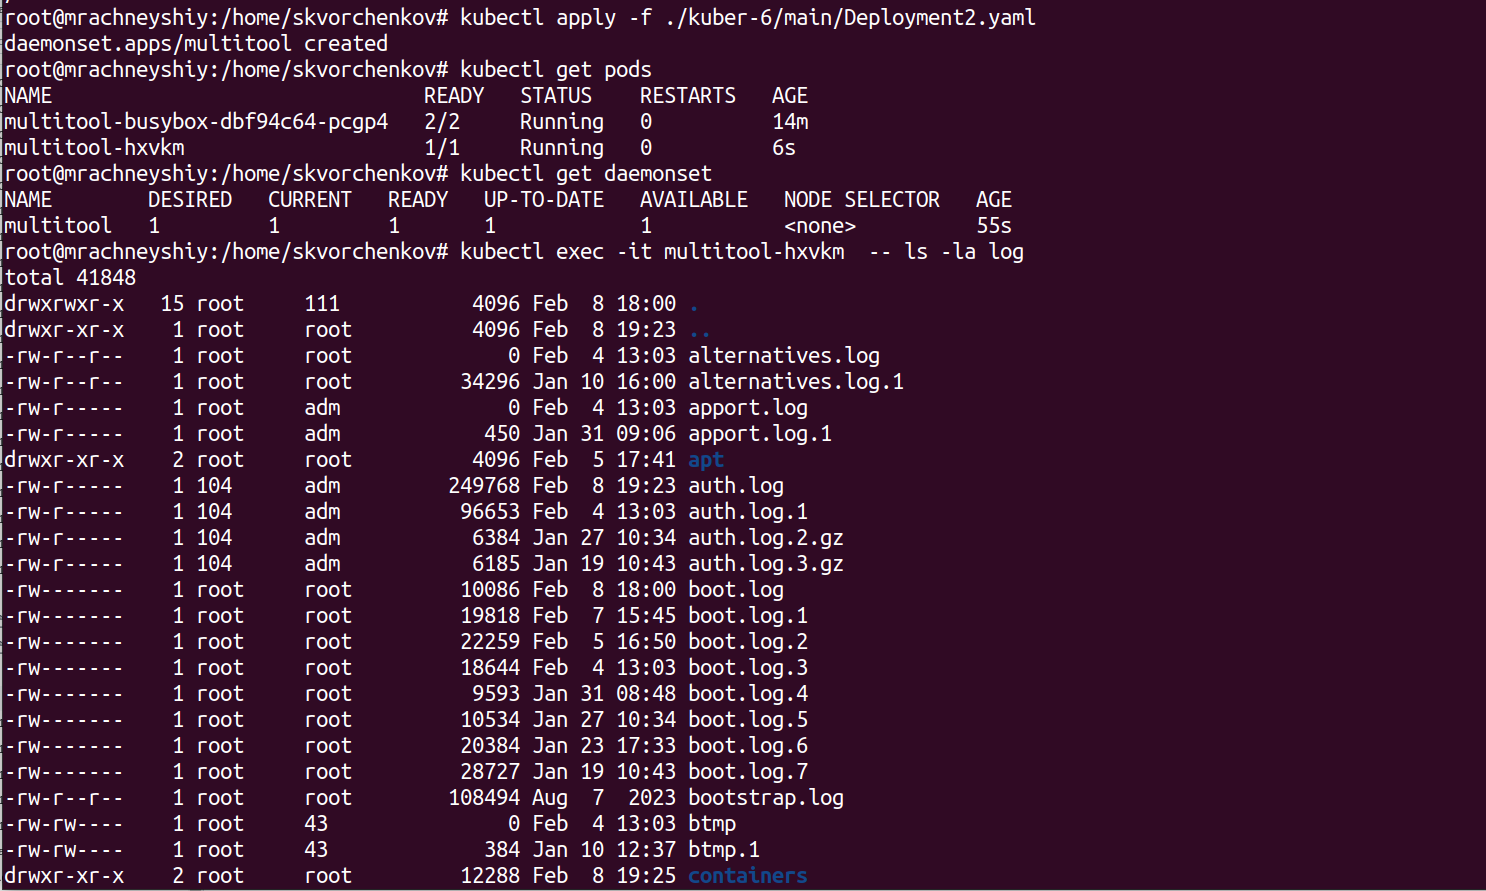 root@mrachneyshiy:/home/skvorchenkov# kubectl apply -f ./kuber-6/main/Deployment2.yaml
daemonset.apps/multitool created
root@mrachneyshiy:/home/skvorchenkov# kubectl get pods
NAME                               READY   STATUS    RESTARTS   AGE
multitool-busybox-dbf94c64-pcgp4   2/2     Running   0          14m
multitool-hxvkm                    1/1     Running   0          6s
root@mrachneyshiy:/home/skvorchenkov# kubectl get daemonset
NAME        DESIRED   CURRENT   READY   UP-TO-DATE   AVAILABLE   NODE SELECTOR   AGE
multitool   1         1         1       1            1           <none>          55s
root@mrachneyshiy:/home/skvorchenkov# kubectl exec -it multitool-hxvkm  -- ls -la log
total 41848
drwxrwxr-x   15 root     111           4096 Feb  8 18:00 .
drwxr-xr-x    1 root     root          4096 Feb  8 19:23 ..
-rw-r--r--    1 root     root             0 Feb  4 13:03 alternatives.log
-rw-r--r--    1 root     root         34296 Jan 10 16:00 alternatives.log.1
-rw-r-----    1 root     adm              0 Feb  4 13:03 apport.log
-rw-r-----    1 root     adm            450 Jan 31 09:06 apport.log.1
drwxr-xr-x    2 root     root          4096 Feb  5 17:41 apt
-rw-r-----    1 104      adm         249768 Feb  8 19:23 auth.log
-rw-r-----    1 104      adm          96653 Feb  4 13:03 auth.log.1
-rw-r-----    1 104      adm           6384 Jan 27 10:34 auth.log.2.gz
-rw-r-----    1 104      adm           6185 Jan 19 10:43 auth.log.3.gz
-rw-------    1 root     root         10086 Feb  8 18:00 boot.log
-rw-------    1 root     root         19818 Feb  7 15:45 boot.log.1
-rw-------    1 root     root         22259 Feb  5 16:50 boot.log.2
-rw-------    1 root     root         18644 Feb  4 13:03 boot.log.3
-rw-------    1 root     root          9593 Jan 31 08:48 boot.log.4
-rw-------    1 root     root         10534 Jan 27 10:34 boot.log.5
-rw-------    1 root     root         20384 Jan 23 17:33 boot.log.6
-rw-------    1 root     root         28727 Jan 19 10:43 boot.log.7
-rw-r--r--    1 root     root        108494 Aug  7  2023 bootstrap.log
-rw-rw----    1 root     43               0 Feb  4 13:03 btmp
-rw-rw----    1 root     43             384 Jan 10 12:37 btmp.1
drwxr-xr-x    2 root     root         12288 Feb  8 19:25 containers